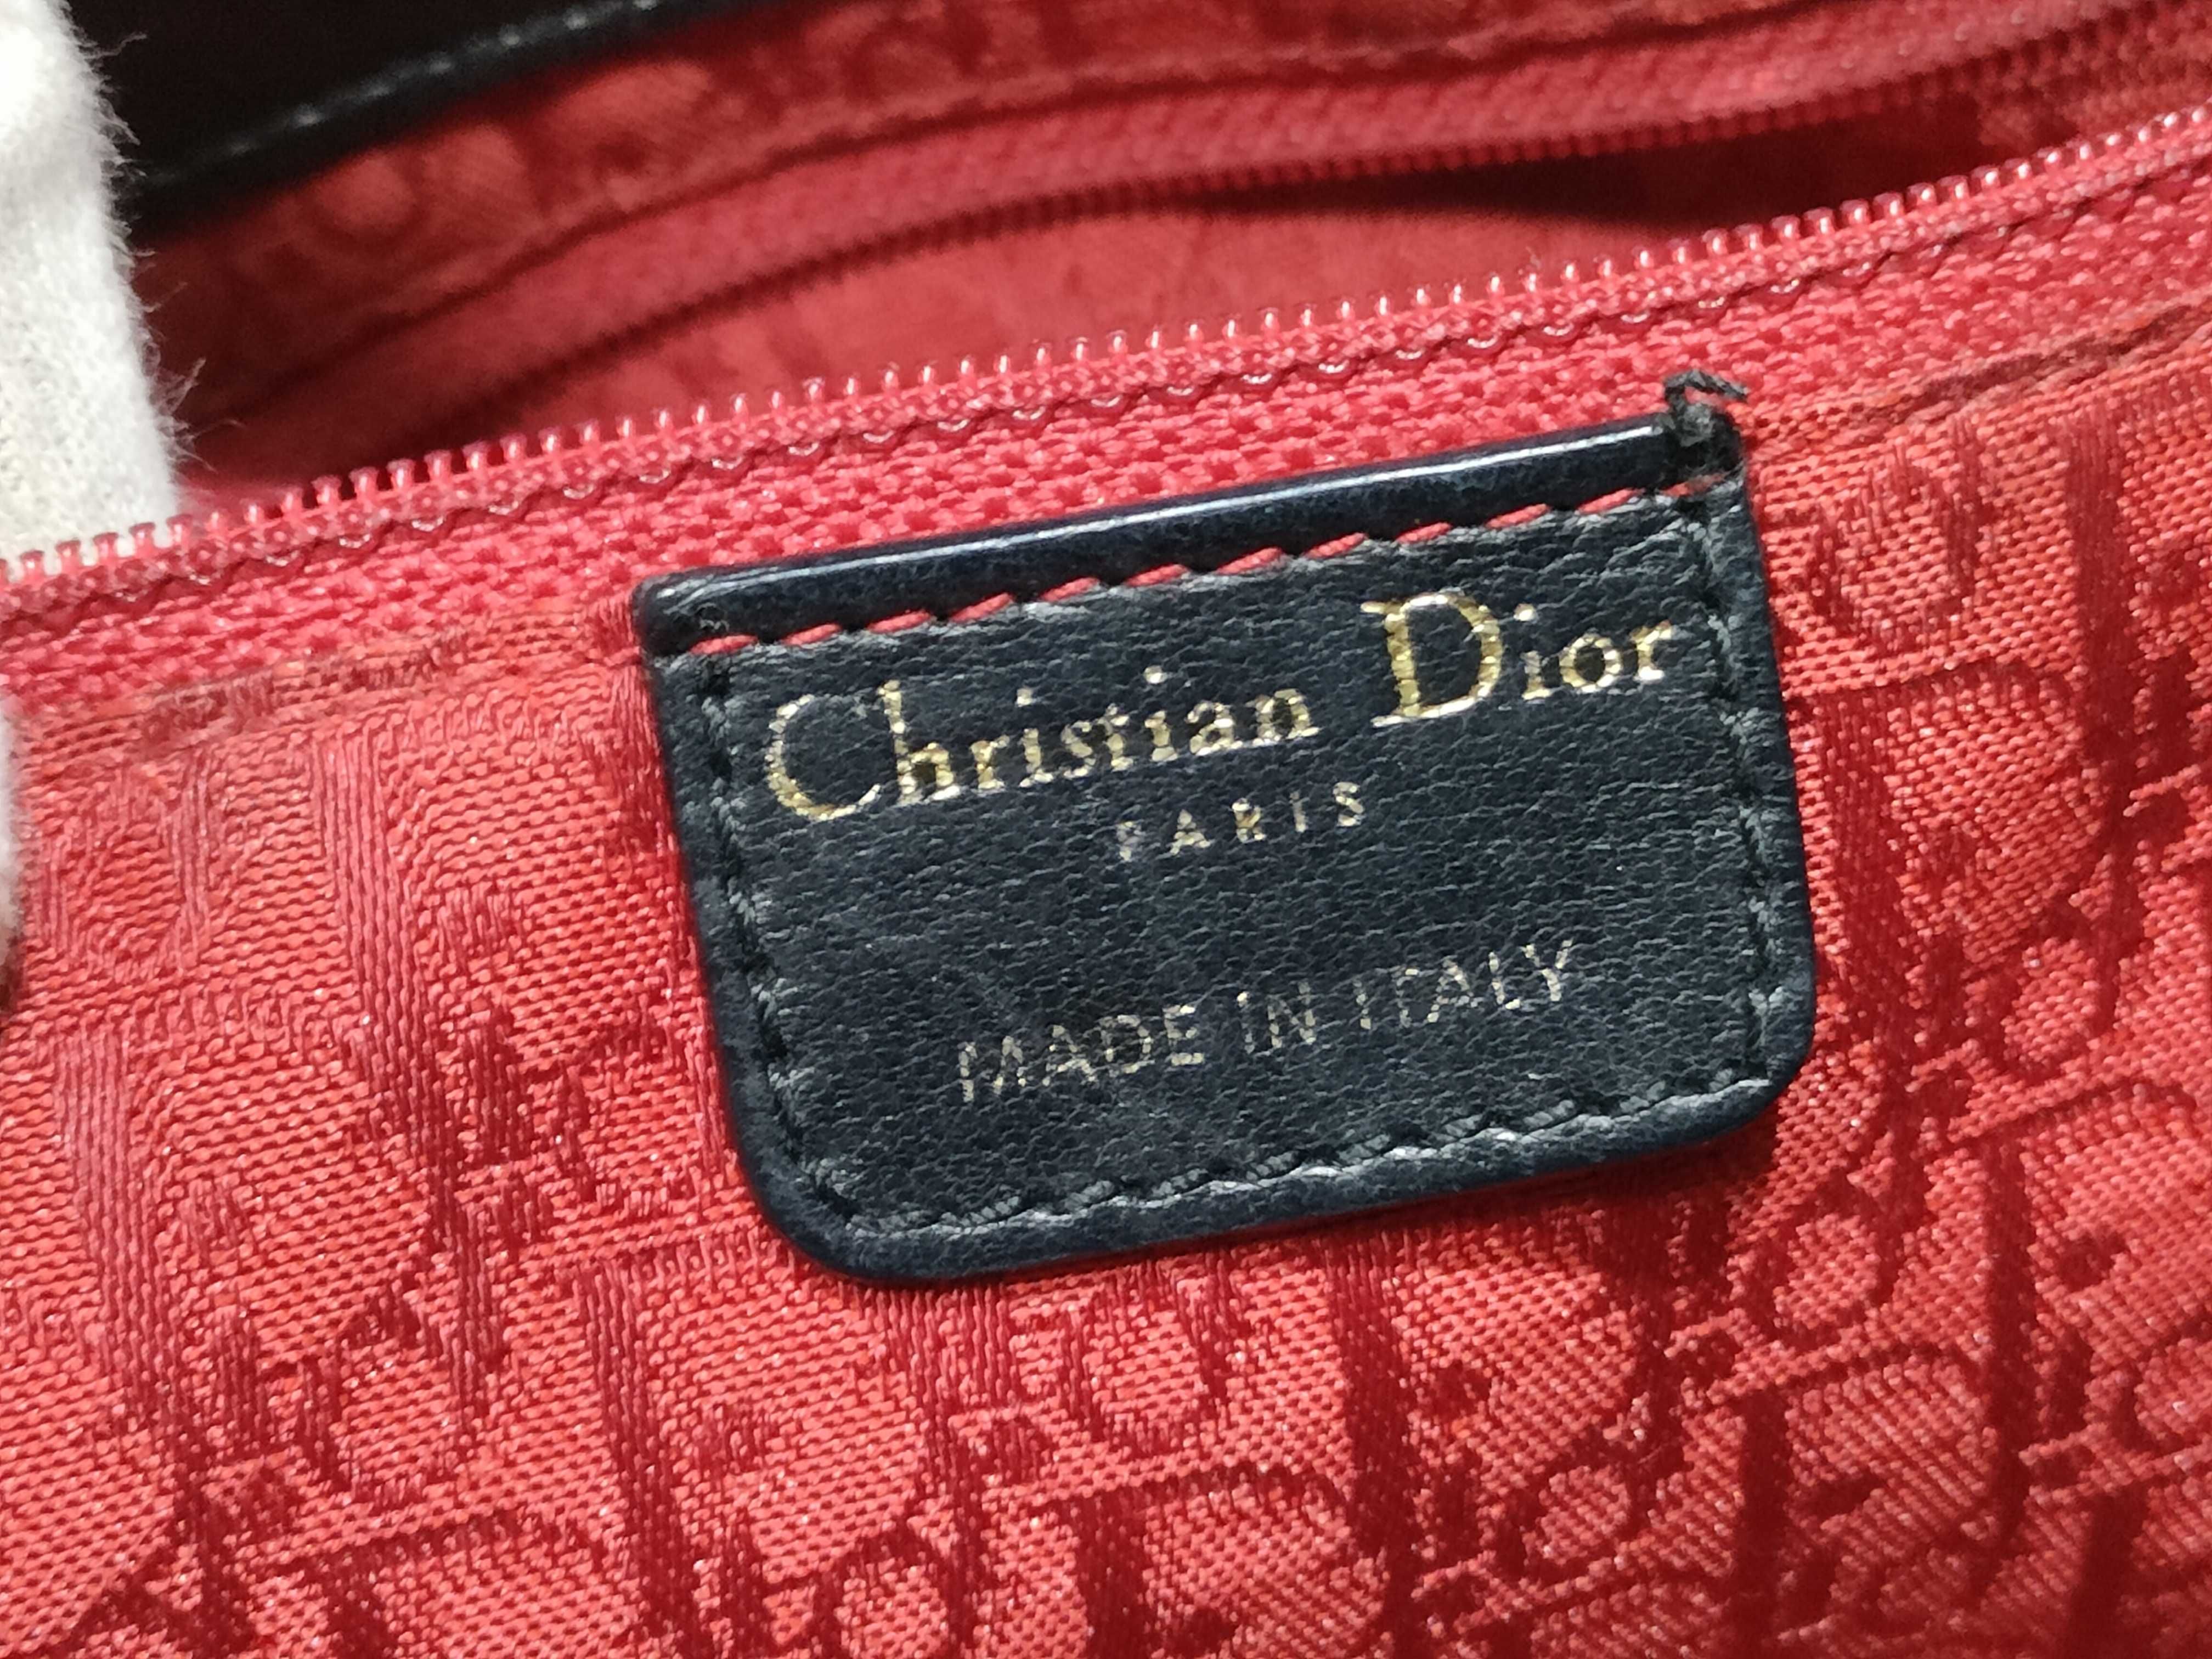 Christian Dior
PARIS
MADE IN ITALY